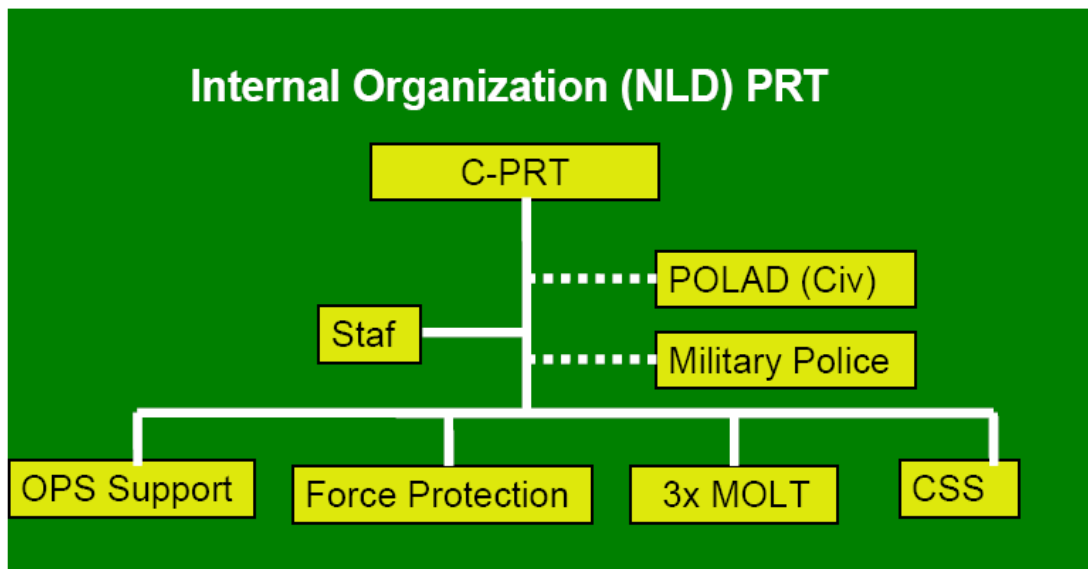 Internal Organization (NLD) PRT
C-PRT
POLAD (Civ)
Staf
Military Police
OPS Support
Force Protection
3x MOLT
CSS